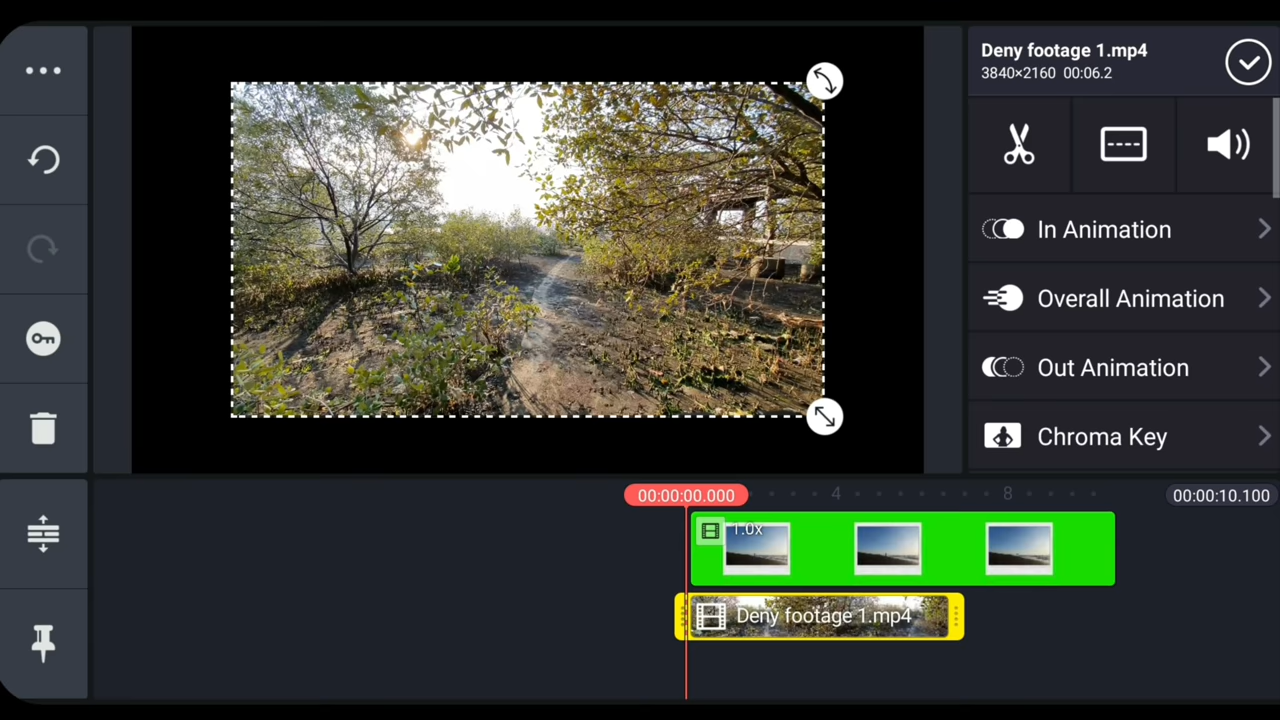 Deny footage 1.mp4
3840×2160 00:06.2
In Animation
Overall Animation
Out Animation
Chroma Key
00:00:00.000
4
8
00:00:10.100
1.0x
Deny footage 1.mp4